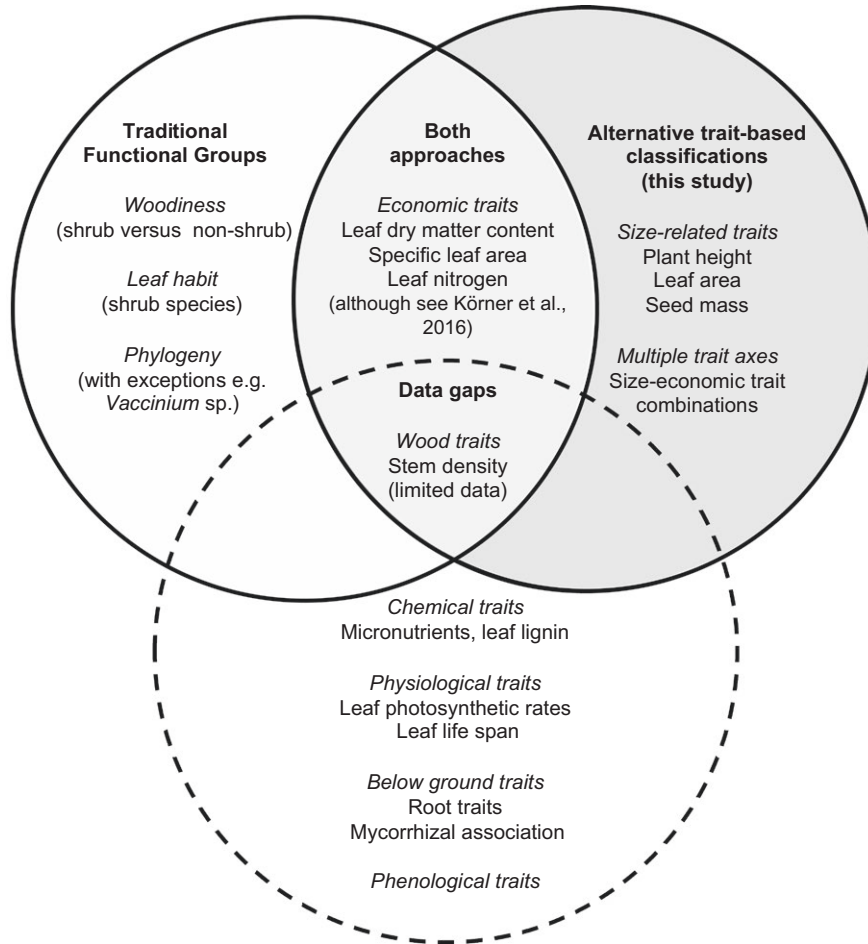 Traditional
Functional Groups
Woodiness
(shrub versus non-shrub)
Leaf habit
(shrub species)
Phylogeny
(with exceptions e.g.
Vaccinium sp.)
Both
approaches
Economic traits
Leaf dry matter content
Specific leaf area
Leaf nitrogen
(although see Körner et al.,
2016)
Alternative trait-based
classifications
(this study)
Size-related traits
Plant height
Leaf area
Seed mass
Multiple trait axes
Size-economic trait
combinations
Data gaps
Wood traits
Stem density
(limited data)
Chemical traits
Micronutrients, leaf lignin
Physiological traits
Leaf photosynthetic rates
Leaf life span
Below ground traits
Root traits
Mycorrhizal association
Phenological traits